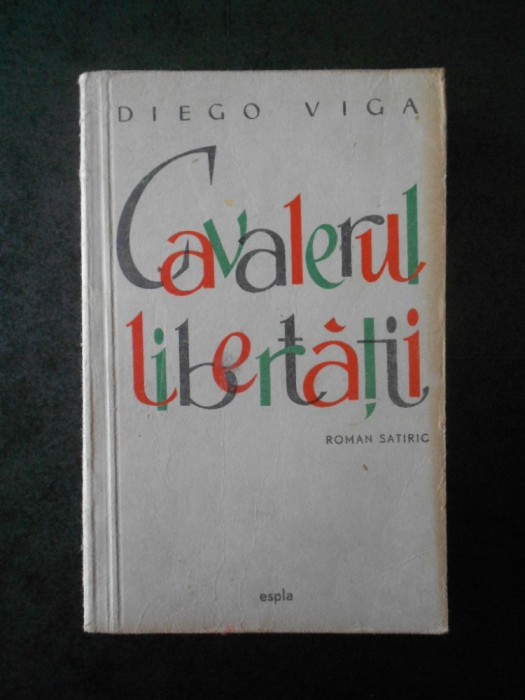 DIEGO VIGA
Cavalerul
libertății
ROMAN SATIRIC
espla